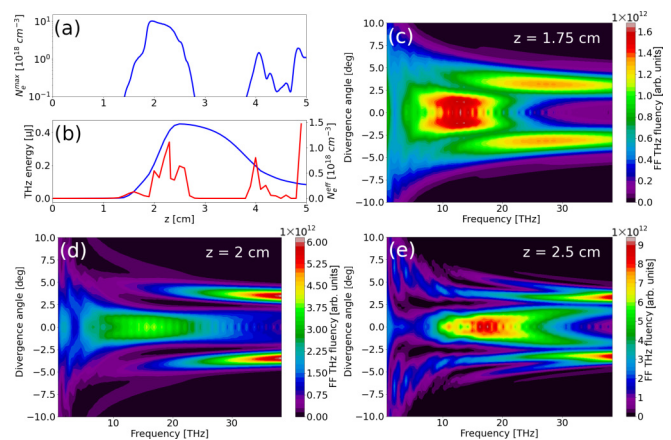 (a)
10¹
10⁰
10⁻¹
N_e^max [10¹⁸ cm⁻³]
0 1 2 3 4 5
(b)
0.4
0.2
0.0
THz energy [µJ]
1.5
1.0
0.5
0.0
N_e^eff [10¹⁸ cm⁻³]
0 1 2 3 4 5
z [cm]
(c)
z = 1.75 cm
10.0
7.5
5.0
2.5
0.0
−2.5
−5.0
−7.5
−10.0
Divergence angle [deg]
10 20 30
Frequency [THz]
1e12
1.6
1.4
1.2
1.0
0.8
0.6
0.4
0.2
0.0
FF THz fluency [arb. units]
(d)
z = 2 cm
10.0
7.5
5.0
2.5
0.0
−2.5
−5.0
−7.5
−10.0
Divergence angle [deg]
10 20 30
Frequency [THz]
1e12
6.00
5.25
4.50
3.75
3.00
2.25
1.50
0.75
0.00
FF THz fluency [arb. units]
(e)
z = 2.5 cm
10.0
7.5
5.0
2.5
0.0
−2.5
−5.0
−7.5
−10.0
Divergence angle [deg]
10 20 30
Frequency [THz]
1e12
9
8
7
6
5
4
3
2
1
0
FF THz fluency [arb. units]